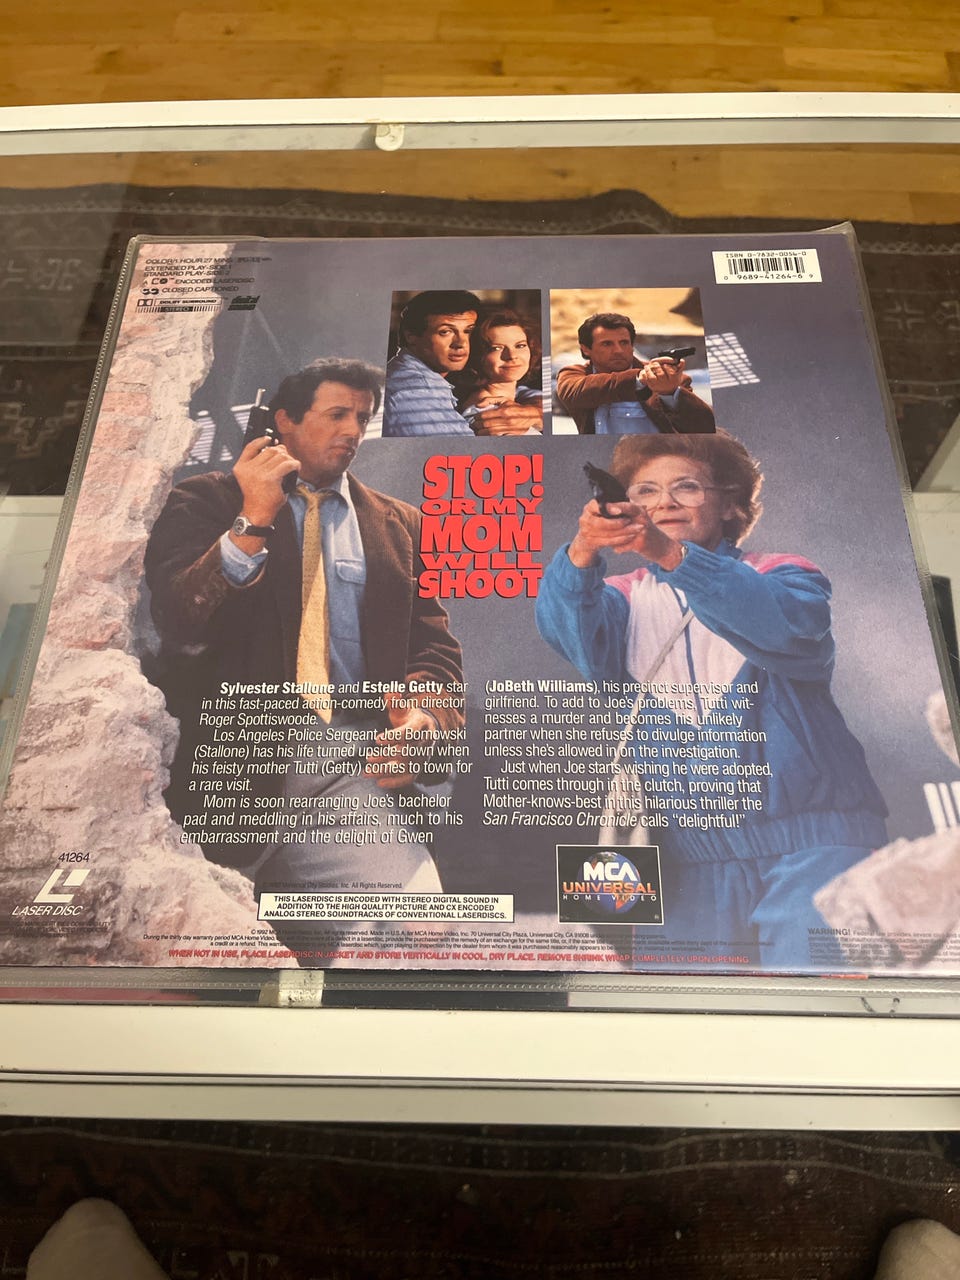 COLOR/1 HOUR 27 MINS.
EXTENDED PLAY-SIDE 1
STANDARD PLAY-SIDE 2
CX ENCODED LASERDISC
CLOSED CAPTIONED
DOLBY SURROUND
STEREO
digital sound
ISBN 0-7832-0056-0
0 9689-41264-6 9
STOP!
OR MY
MOM
WILL
SHOOT
Sylvester Stallone and Estelle Getty star
in this fast-paced action-comedy from director
Roger Spottiswoode.
Los Angeles Police Sergeant Joe Bomowski
(Stallone) has his life turned upside-down when
his feisty mother Tutti (Getty) comes to town for
a rare visit.
Mom is soon rearranging Joe's bachelor
pad and meddling in his affairs, much to his
embarrassment and the delight of Gwen
(JoBeth Williams), his precinct supervisor and
girlfriend. To add to Joe's problems, Tutti wit-
nesses a murder and becomes his unlikely
partner when she refuses to divulge information
unless she's allowed in on the investigation.
Just when Joe starts wishing he were adopted,
Tutti comes through in the clutch, proving that
Mother-knows-best in this hilarious thriller the
San Francisco Chronicle calls "delightful!"
41264
LASER DISC
Universal City Studios, Inc. All Rights Reserved.
THIS LASERDISC IS ENCODED WITH STEREO DIGITAL SOUND IN
ADDITION TO THE HIGH QUALITY PICTURE AND CX ENCODED
ANALOG STEREO SOUNDTRACKS OF CONVENTIONAL LASERDISCS.
MCA
UNIVERSAL
HOME VIDEO
WARNING!
WHEN NOT IN USE, PLACE LASERDISC IN JACKET AND STORE VERTICALLY IN COOL, DRY PLACE. REMOVE SHRINK WRAP COMPLETELY UPON OPENING.